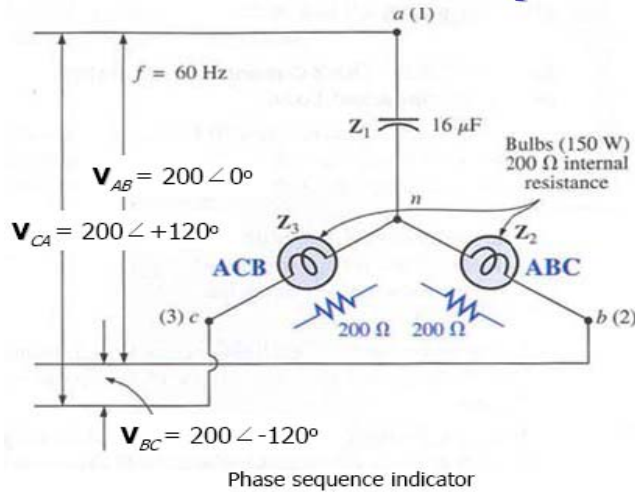 a (1)
f = 60 Hz
Z₁
16 μF
Bulbs (150 W)
200 Ω internal
resistance
V_AB = 200∠0°
n
V_CA = 200∠+120°
Z₃
Z₂
ACB
ABC
(3) c
200 Ω
200 Ω
b (2)
V_BC = 200∠-120°
Phase sequence indicator